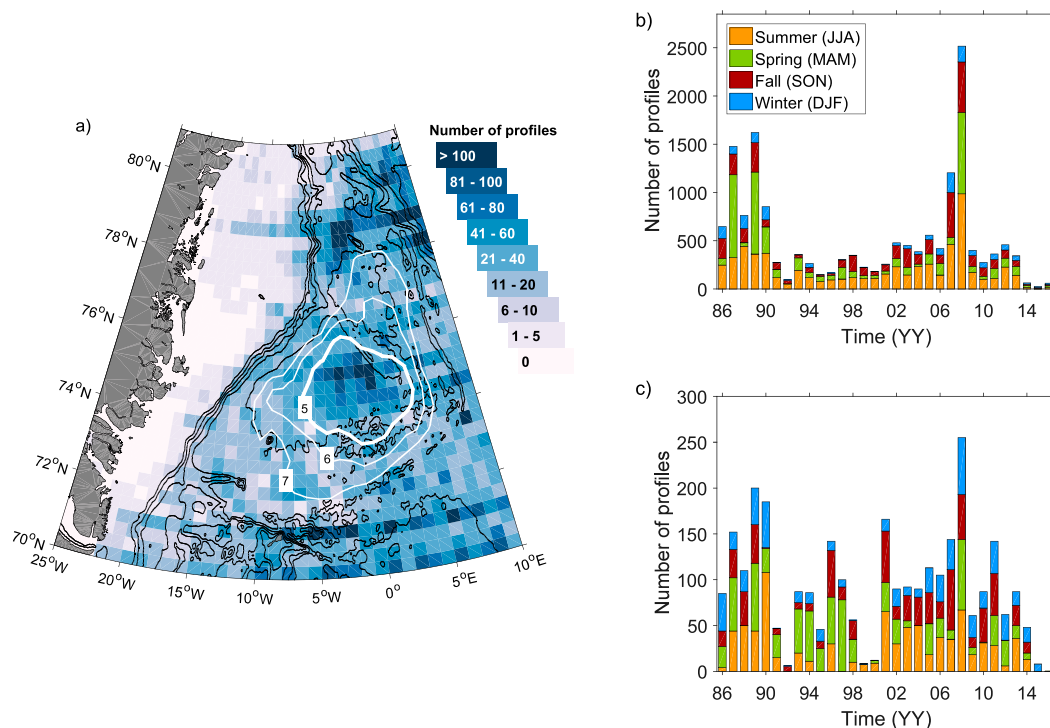 a)
Number of profiles
> 100
81 - 100
61 - 80
41 - 60
21 - 40
11 - 20
6 - 10
1 - 5
0
80°N
78°N
76°N
74°N
72°N
70°N
25°W
20°W
15°W
10°W
5°W
0°
5°E
10°E
5
6
7
b)
Number of profiles
2500
2000
1500
1000
500
0
Summer (JJA)
Spring (MAM)
Fall (SON)
Winter (DJF)
86 90 94 98 02 06 10 14
Time (YY)
c)
Number of profiles
300
250
200
150
100
50
0
86 90 94 98 02 06 10 14
Time (YY)